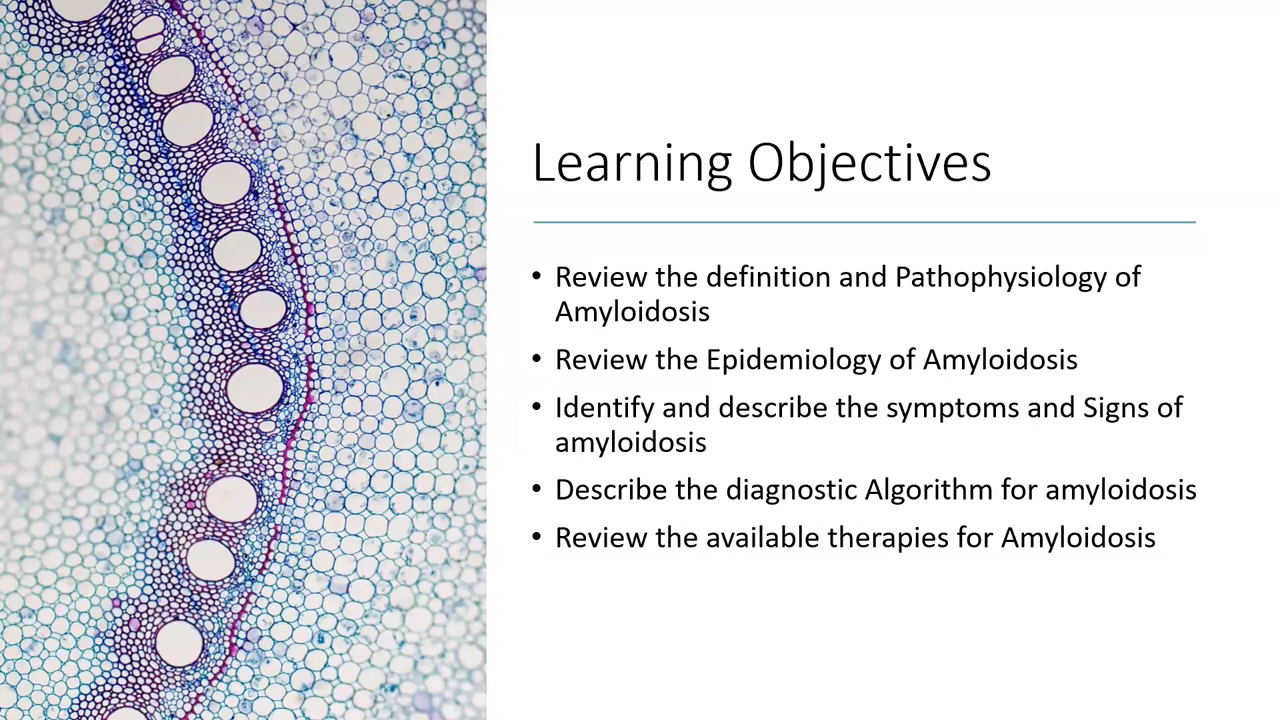 Learning Objectives
• Review the definition and Pathophysiology of
Amyloidosis
• Review the Epidemiology of Amyloidosis
• Identify and describe the symptoms and Signs of
amyloidosis
• Describe the diagnostic Algorithm for amyloidosis
• Review the available therapies for Amyloidosis